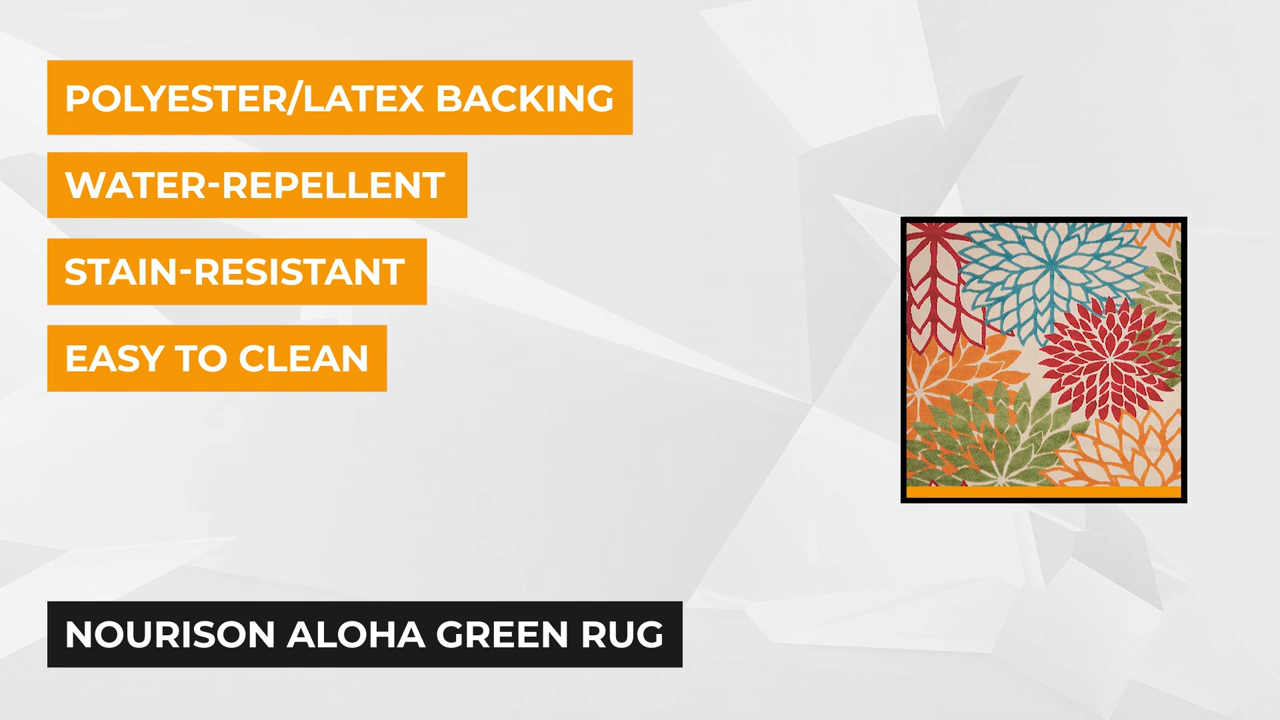 POLYESTER/LATEX BACKING
WATER-REPELLENT
STAIN-RESISTANT
EASY TO CLEAN
NOURISON ALOHA GREEN RUG